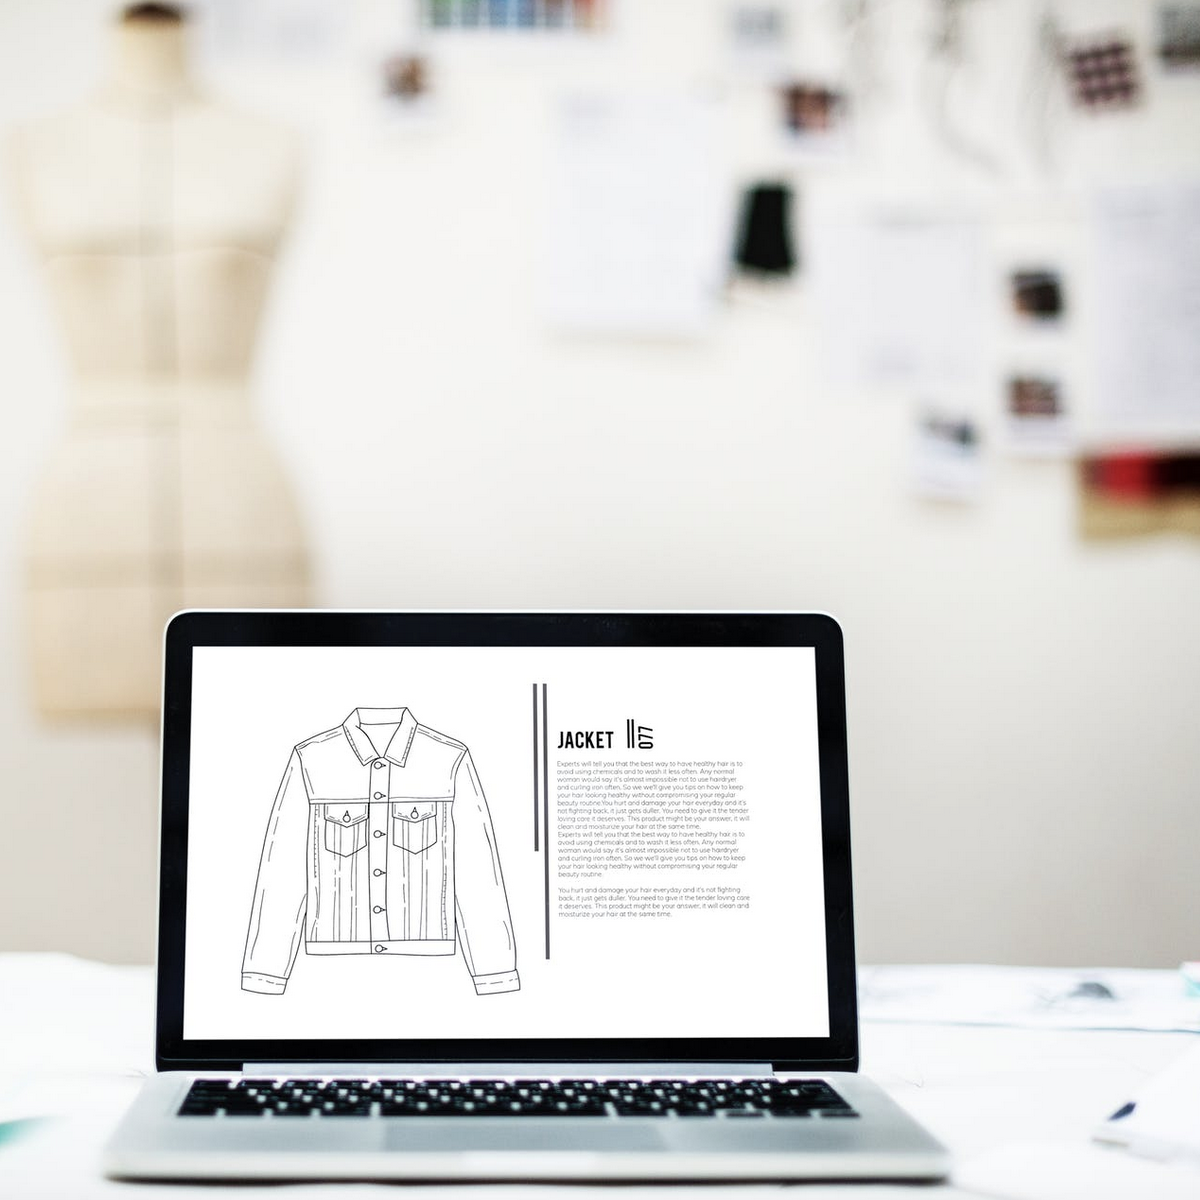 JACKET 077
Experts will tell you that the best way to have healthy hair is to
avoid using chemicals and to wash it less often. Any normal
woman would say it's almost impossible not to use hairdryer
and curling iron often. So we we'll give you tips on how to keep
your hair looking healthy without compromising your regular
beauty routine.You hurt and damage your hair everyday and it's
not fighting back, it just gets duller. You need to give it the tender
loving care it deserves. This product might be your answer, it will
clean and moisturize your hair at the same time.
Experts will tell you that the best way to have healthy hair is to
avoid using chemicals and to wash it less often. Any normal
woman would say it's almost impossible not to use hairdryer
and curling iron often. So we we'll give you tips on how to keep
your hair looking healthy without compromising your regular
beauty routine.
You hurt and damage your hair everyday and it's not fighting
back, it just gets duller. You need to give it the tender loving care
it deserves. This product might be your answer, it will clean and
moisturize your hair at the same time.